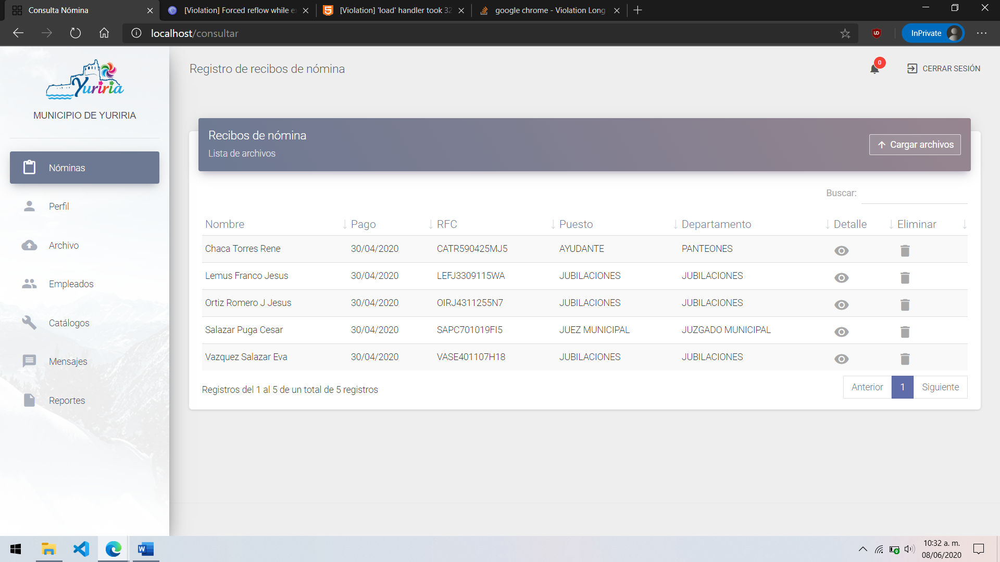 Consulta Nómina
[Violation] Forced reflow while e
[Violation] 'load' handler took 32
google chrome - Violation Long
localhost/consultar
InPrivate
Yuriria
MUNICIPIO DE YURIRIA
Registro de recibos de nómina
0
CERRAR SESIÓN
Nóminas
Perfil
Archivo
Empleados
Catálogos
Mensajes
Reportes
Recibos de nómina
Lista de archivos
Cargar archivos
Buscar:
Nombre Pago RFC Puesto Departamento Detalle Eliminar
Chaca Torres Rene 30/04/2020 CATR590425MJ5 AYUDANTE PANTEONES
Lemus Franco Jesus 30/04/2020 LEFJ3309115WA JUBILACIONES JUBILACIONES
Ortiz Romero J Jesus 30/04/2020 OIRJ4311255N7 JUBILACIONES JUBILACIONES
Salazar Puga Cesar 30/04/2020 SAPC701019FI5 JUEZ MUNICIPAL JUZGADO MUNICIPAL
Vazquez Salazar Eva 30/04/2020 VASE401107H18 JUBILACIONES JUBILACIONES
Registros del 1 al 5 de un total de 5 registros
Anterior 1 Siguiente
10:32 a. m.
08/06/2020